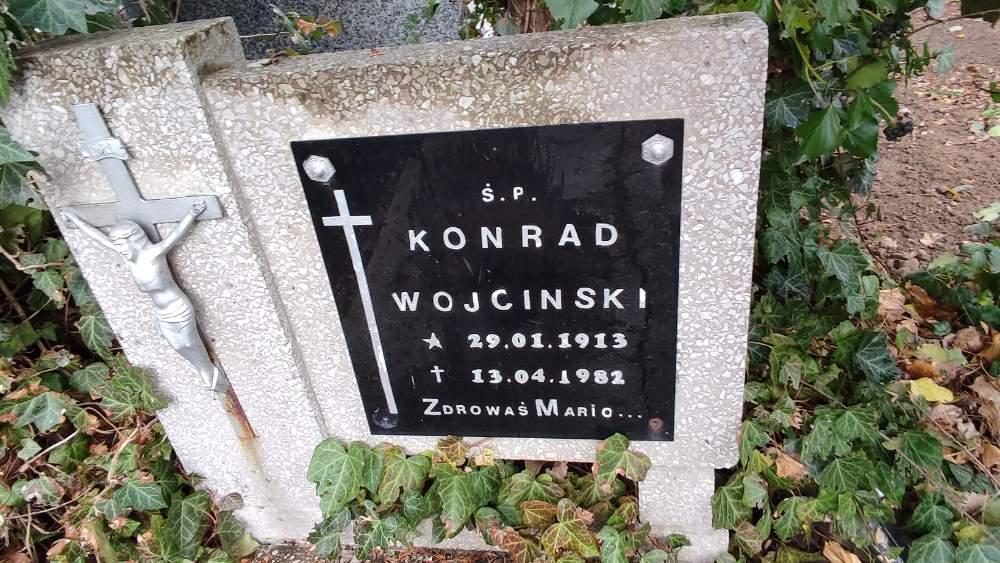 Ś.P.
KONRAD
WOJCINSKI
29.01.1913
13.04.1982
ZDROWAŚ MARIO...